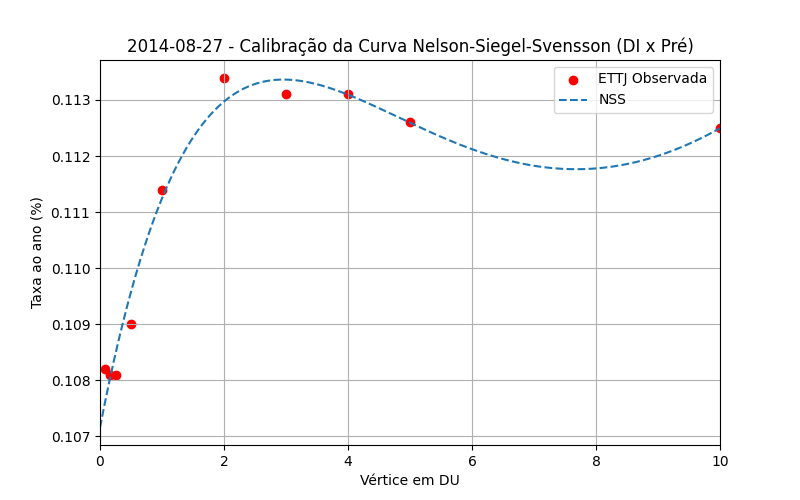 2014-08-27 - Calibração da Curva Nelson-Siegel-Svensson (DI x Pré)
ETTJ Observada
NSS
Taxa ao ano (%)
0.113
0.112
0.111
0.110
0.109
0.108
0.107
0 2 4 6 8 10
Vértice em DU